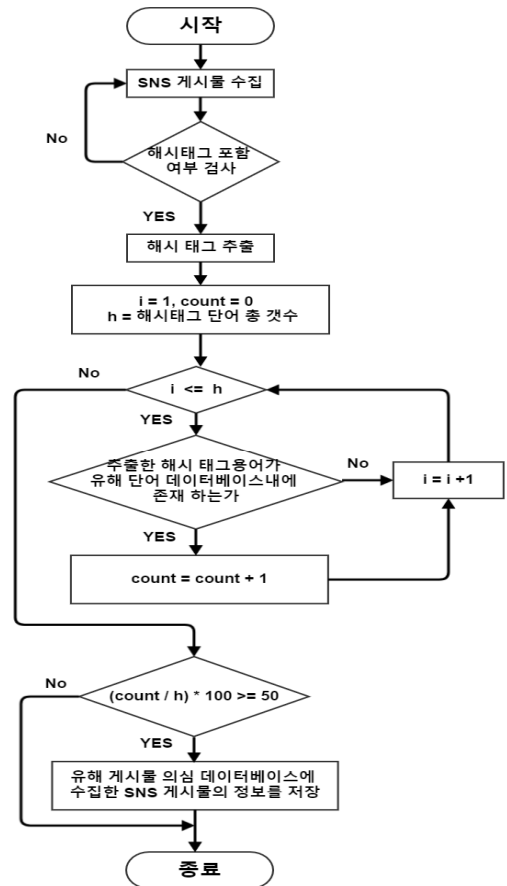 시작
SNS 게시물 수집
No
해시태그 포함
여부 검사
YES
해시 태그 추출
i = 1, count = 0
h = 해시태그 단어 총 갯수
No
i <= h
YES
추출한 해시 태그용어가
유해 단어 데이터베이스내에
존재 하는가
No
i = i +1
YES
count = count + 1
No
(count / h) * 100 >= 50
YES
유해 게시물 의심 데이터베이스에
수집한 SNS 게시물의 정보를 저장
종료